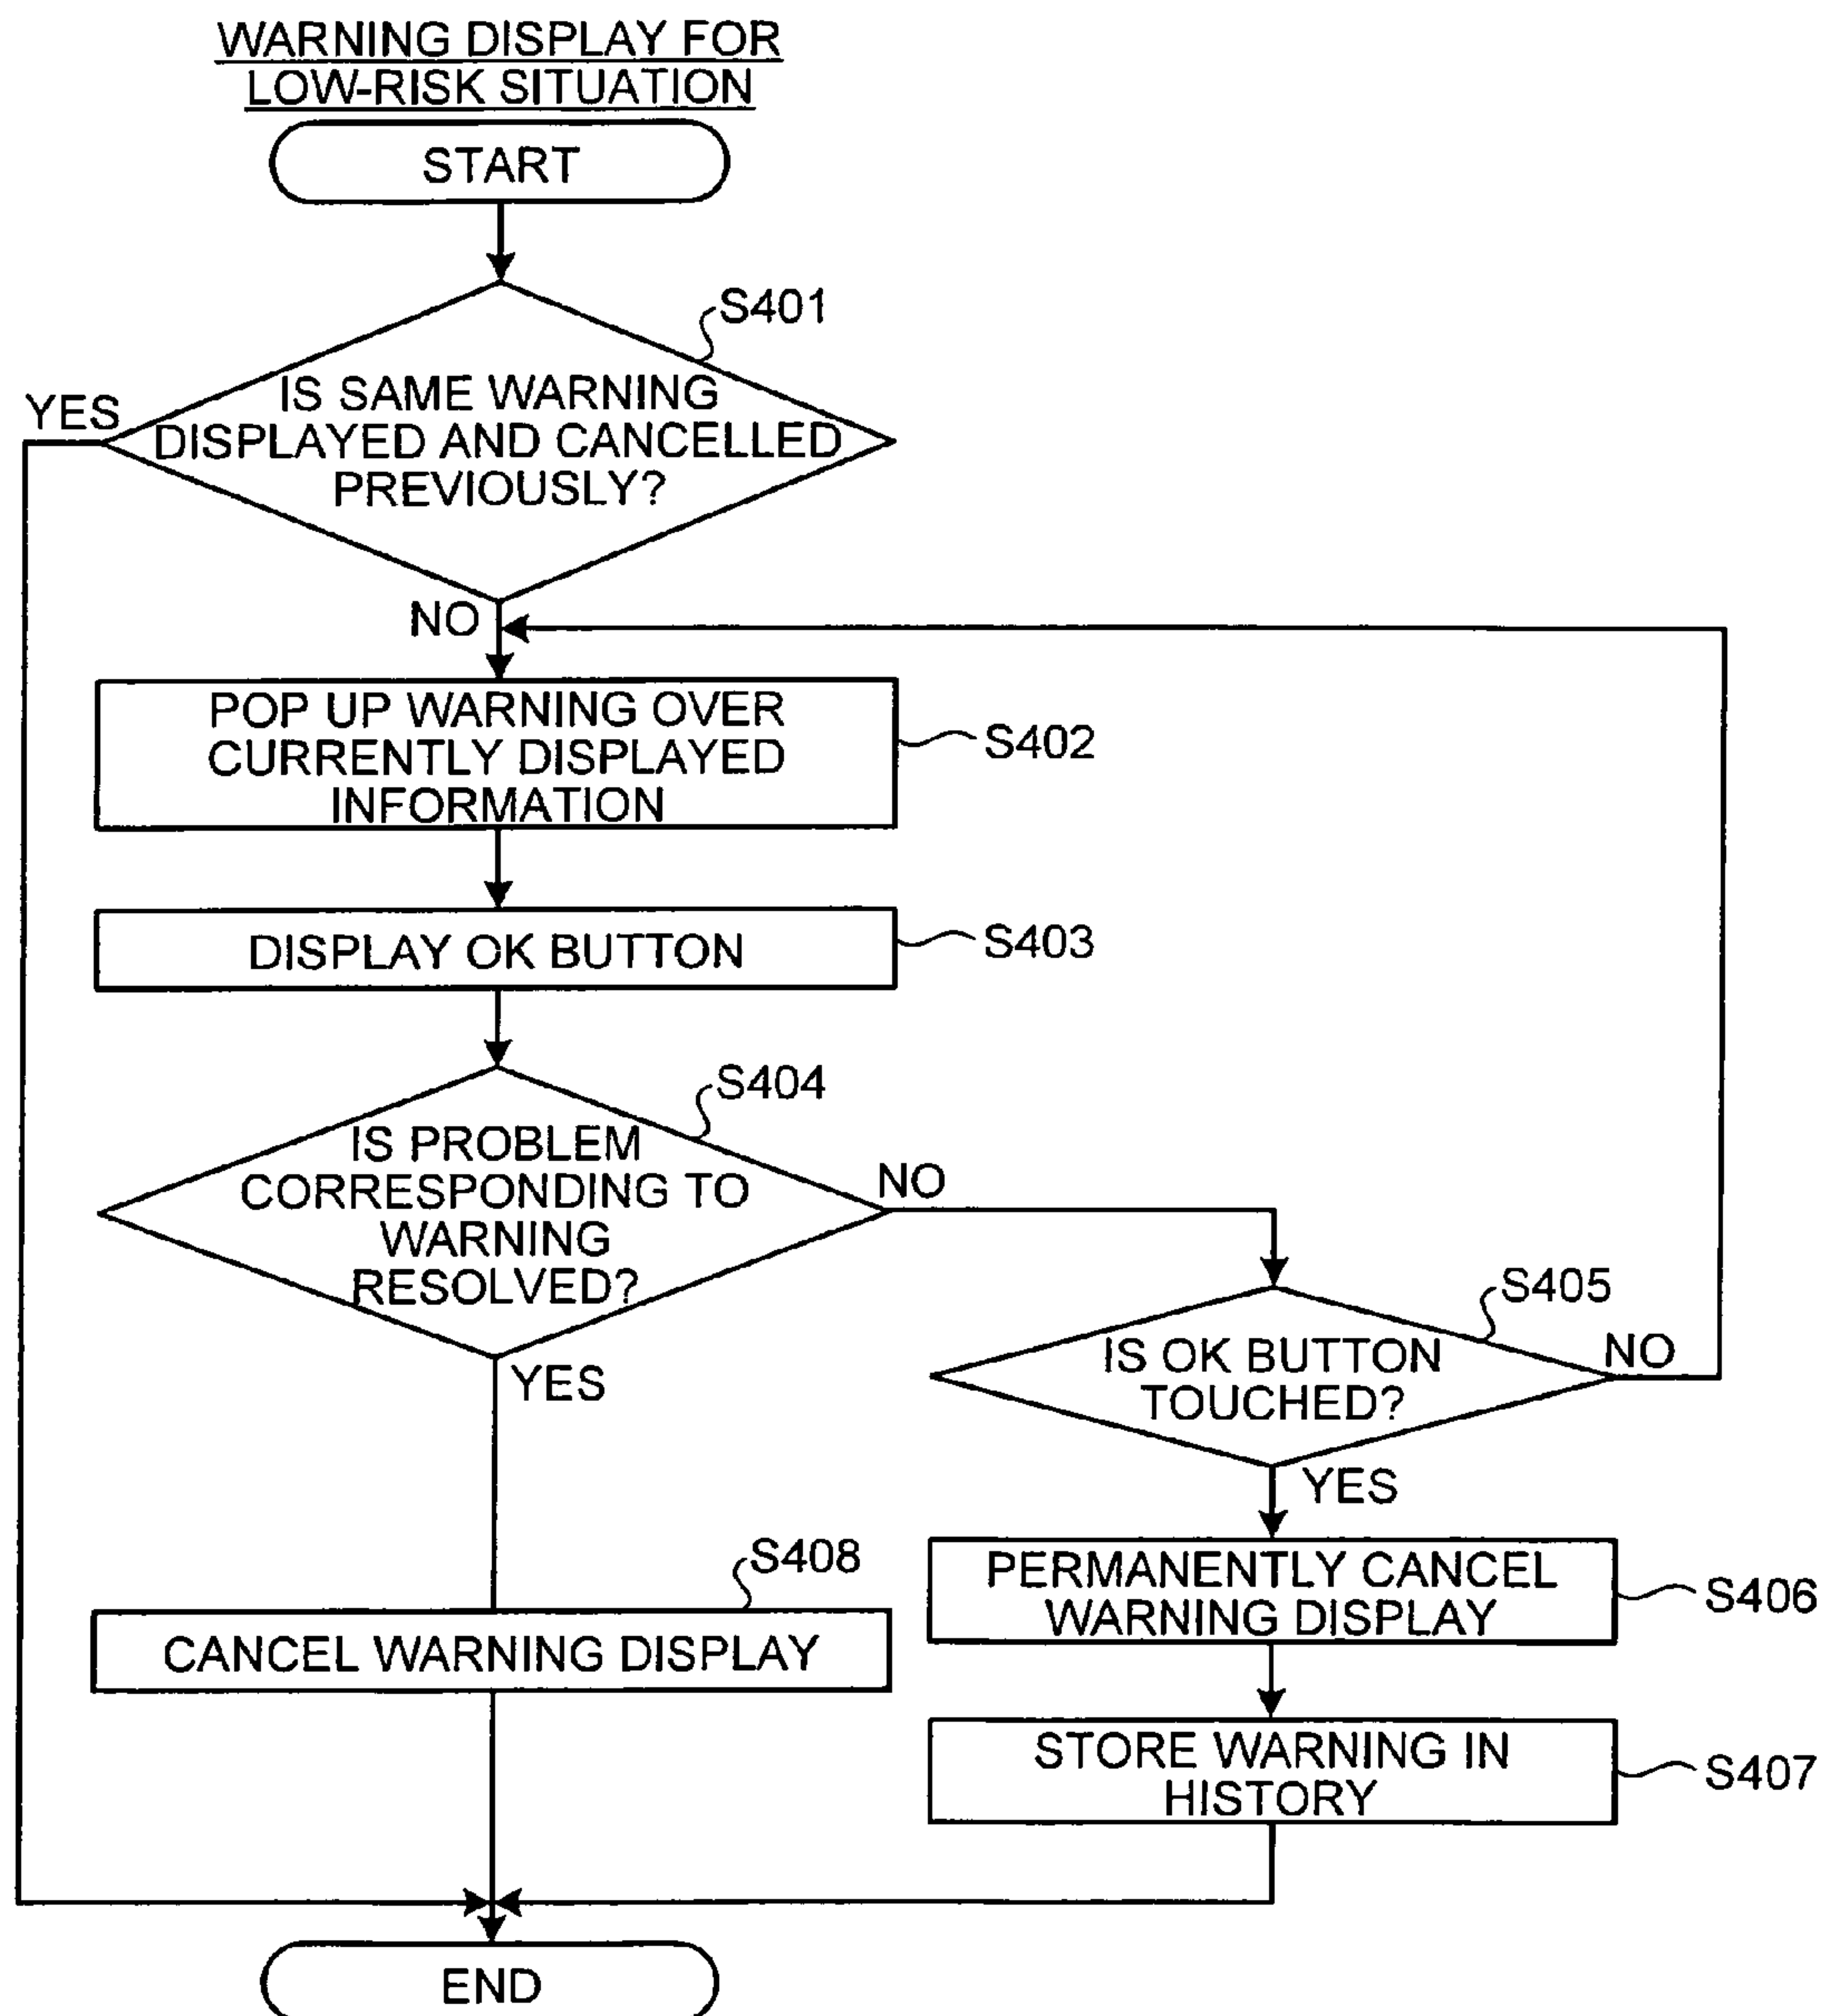 WARNING DISPLAY FOR
LOW-RISK SITUATION
START
S401
IS SAME WARNING
DISPLAYED AND CANCELLED
PREVIOUSLY?
YES
NO
POP UP WARNING OVER
CURRENTLY DISPLAYED
INFORMATION
S402
DISPLAY OK BUTTON
S403
S404
IS PROBLEM
CORRESPONDING TO
WARNING
RESOLVED?
NO
YES
S405
IS OK BUTTON
TOUCHED?
NO
YES
S408
CANCEL WARNING DISPLAY
PERMANENTLY CANCEL
WARNING DISPLAY
S406
STORE WARNING IN
HISTORY
S407
END